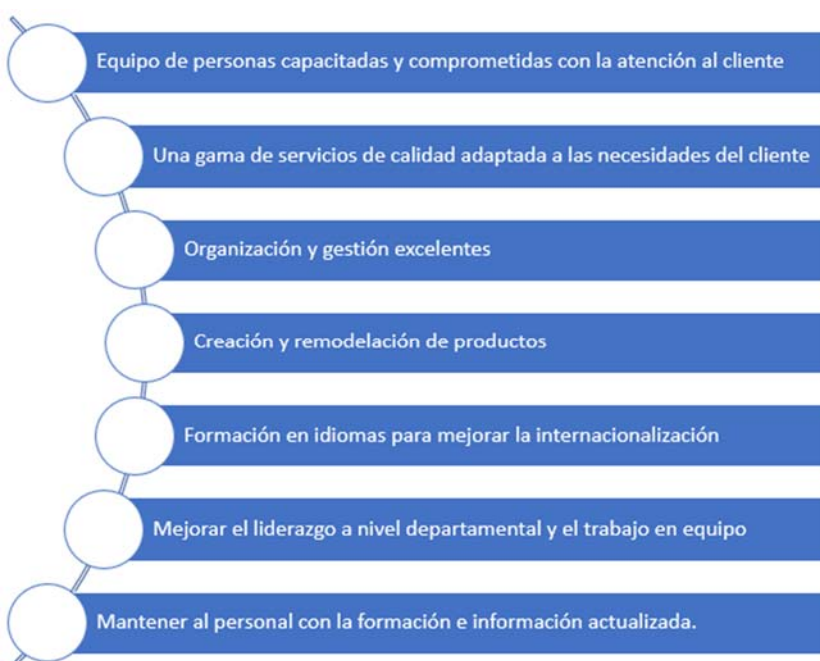 Equipo de personas capacitadas y comprometidas con la atención al cliente
Una gama de servicios de calidad adaptada a las necesidades del cliente
Organización y gestión excelentes
Creación y remodelación de productos
Formación en idiomas para mejorar la internacionalización
Mejorar el liderazgo a nivel departamental y el trabajo en equipo
Mantener al personal con la formación e información actualizada.